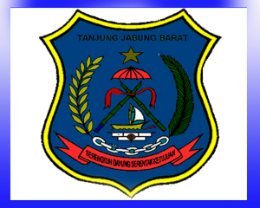 TANJUNG JABUNG BARAT
SERENGKUH DAYUNG SERENTAK KETUJUAN